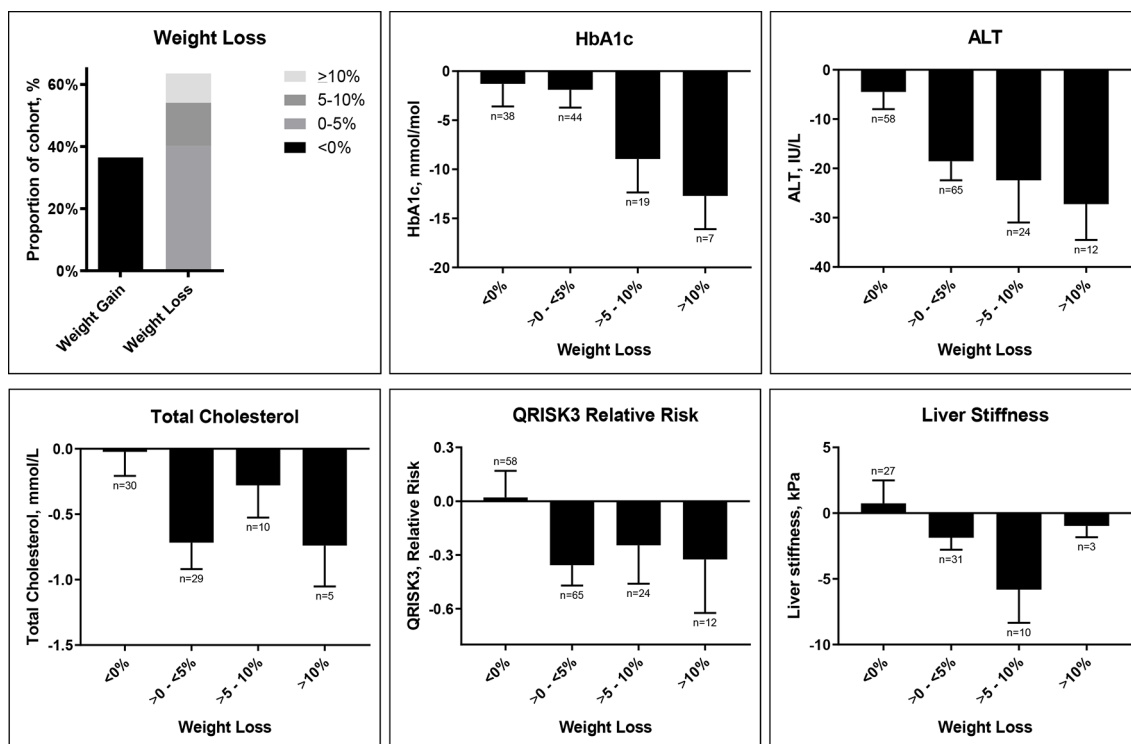 Weight Loss
Proportion of cohort, %
60%
40%
20%
0%
≥10%
5-10%
0-5%
<0%
Weight Gain
Weight Loss
HbA1c
HbA1c, mmol/mol
0
-5
-10
-15
-20
n=38
n=44
n=19
n=7
<0%
>0 - <5%
>5 - 10%
>10%
Weight Loss
ALT
ALT, IU/L
0
-10
-20
-30
-40
n=58
n=65
n=24
n=12
<0%
>0 - <5%
>5 - 10%
>10%
Weight Loss
Total Cholesterol
Total Cholesterol, mmol/L
0.0
-0.5
-1.0
-1.5
n=30
n=29
n=10
n=5
<0%
>0 - <5%
>5 - 10%
>10%
Weight Loss
QRISK3 Relative Risk
QRISK3, Relative Risk
0.3
0.0
-0.3
-0.6
n=58
n=65
n=24
n=12
<0%
>0 - <5%
>5 - 10%
>10%
Weight Loss
Liver Stiffness
Liver stiffness, kPa
5
0
-5
-10
n=27
n=31
n=10
n=3
<0%
>0 - <5%
>5 - 10%
>10%
Weight Loss